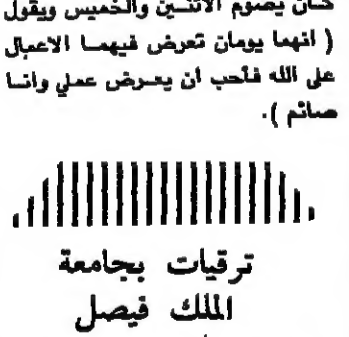 كان يصوم الاثنين والخميس ويقول
( انهما يومان تعرض فيهما الاعمال
على الله فأحب ان يعرض عملي وانا
صائم ).
ترقيات بجامعة
الملك فيصل